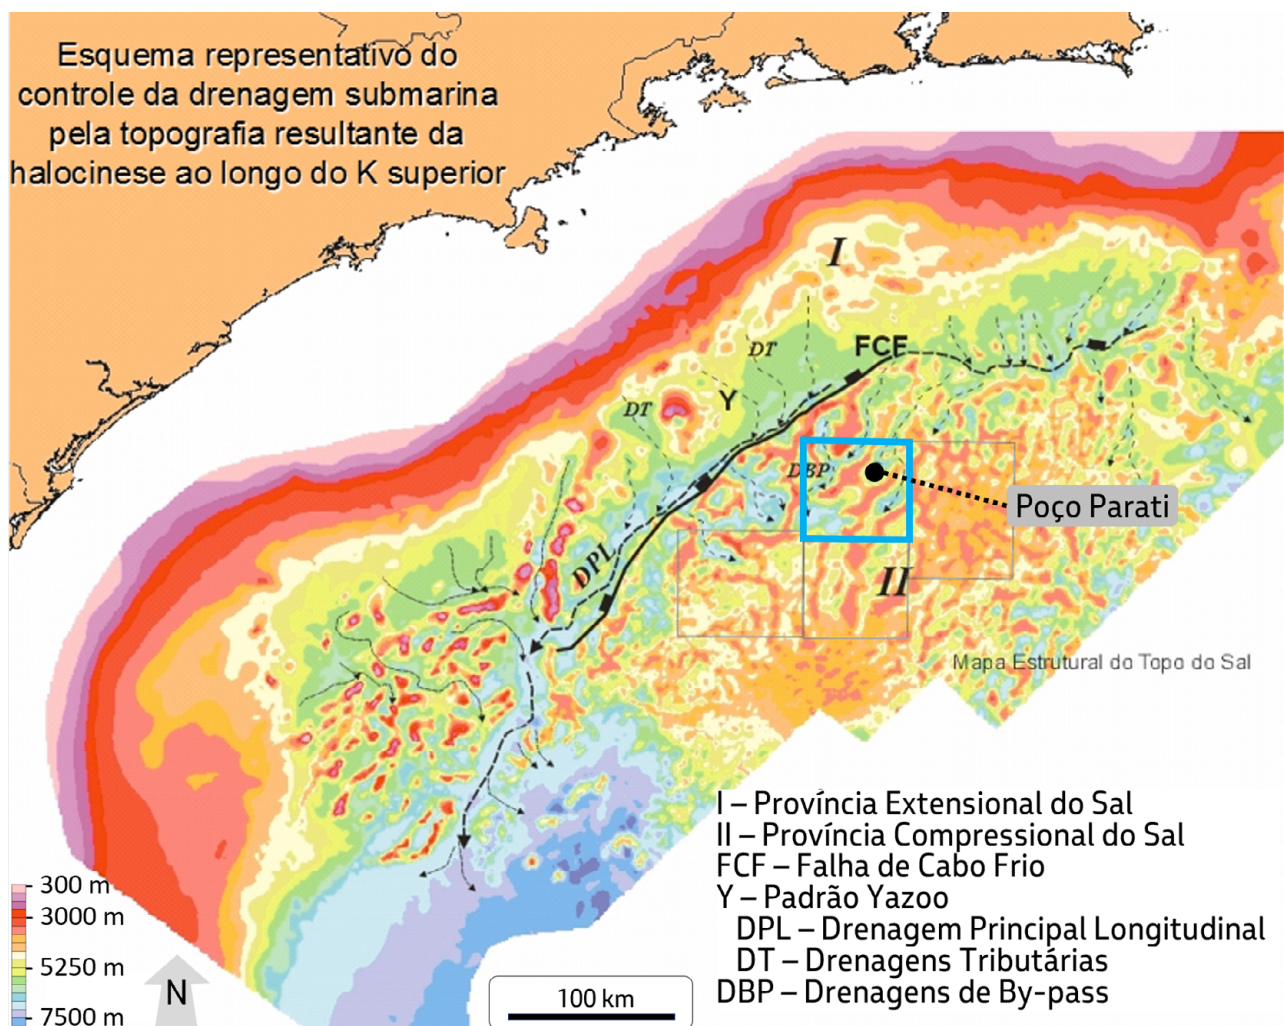 Esquema representativo do
controle da drenagem submarina
pela topografia resultante da
halocinese ao longo do K superior
I
DT
FCF
Y
DT
DBP
Poço Parati
DPL
II
Mapa Estrutural do Topo do Sal
I – Província Extensional do Sal
II – Província Compressional do Sal
FCF – Falha de Cabo Frio
Y – Padrão Yazoo
DPL – Drenagem Principal Longitudinal
DT – Drenagens Tributárias
DBP – Drenagens de By-pass
300 m
3000 m
5250 m
7500 m
N
100 km